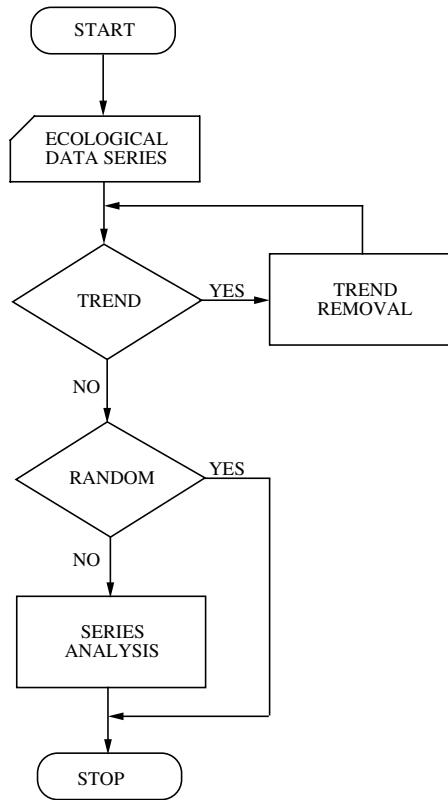 START
ECOLOGICAL
DATA SERIES
TREND
YES
TREND
REMOVAL
NO
RANDOM
YES
NO
SERIES
ANALYSIS
STOP